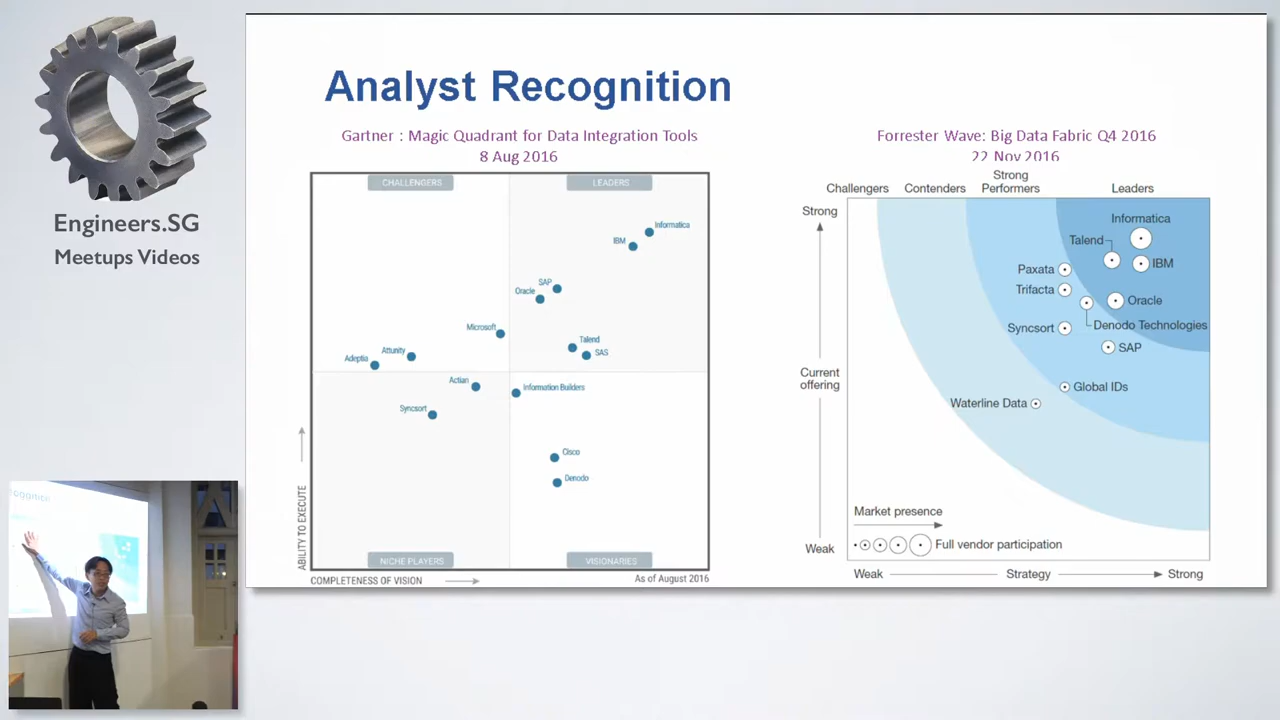 Engineers.SG
Meetups Videos
Analyst Recognition
Gartner : Magic Quadrant for Data Integration Tools
8 Aug 2016
CHALLENGERS
LEADERS
Informatica
IBM
SAP
Oracle
Microsoft
Talend
SAS
Attunity
Adeptia
Actian
Information Builders
Syncsort
Cisco
Denodo
NICHE PLAYERS
VISIONARIES
ABILITY TO EXECUTE
COMPLETENESS OF VISION
As of August 2016
Forrester Wave: Big Data Fabric Q4 2016
22 Nov 2016
Challengers
Contenders
Strong
Performers
Leaders
Strong
Informatica
Talend
IBM
Paxata
Trifacta
Oracle
Denodo Technologies
Syncsort
SAP
Current
offering
Global IDs
Waterline Data
Market presence
Full vendor participation
Weak
Weak
Strategy
Strong